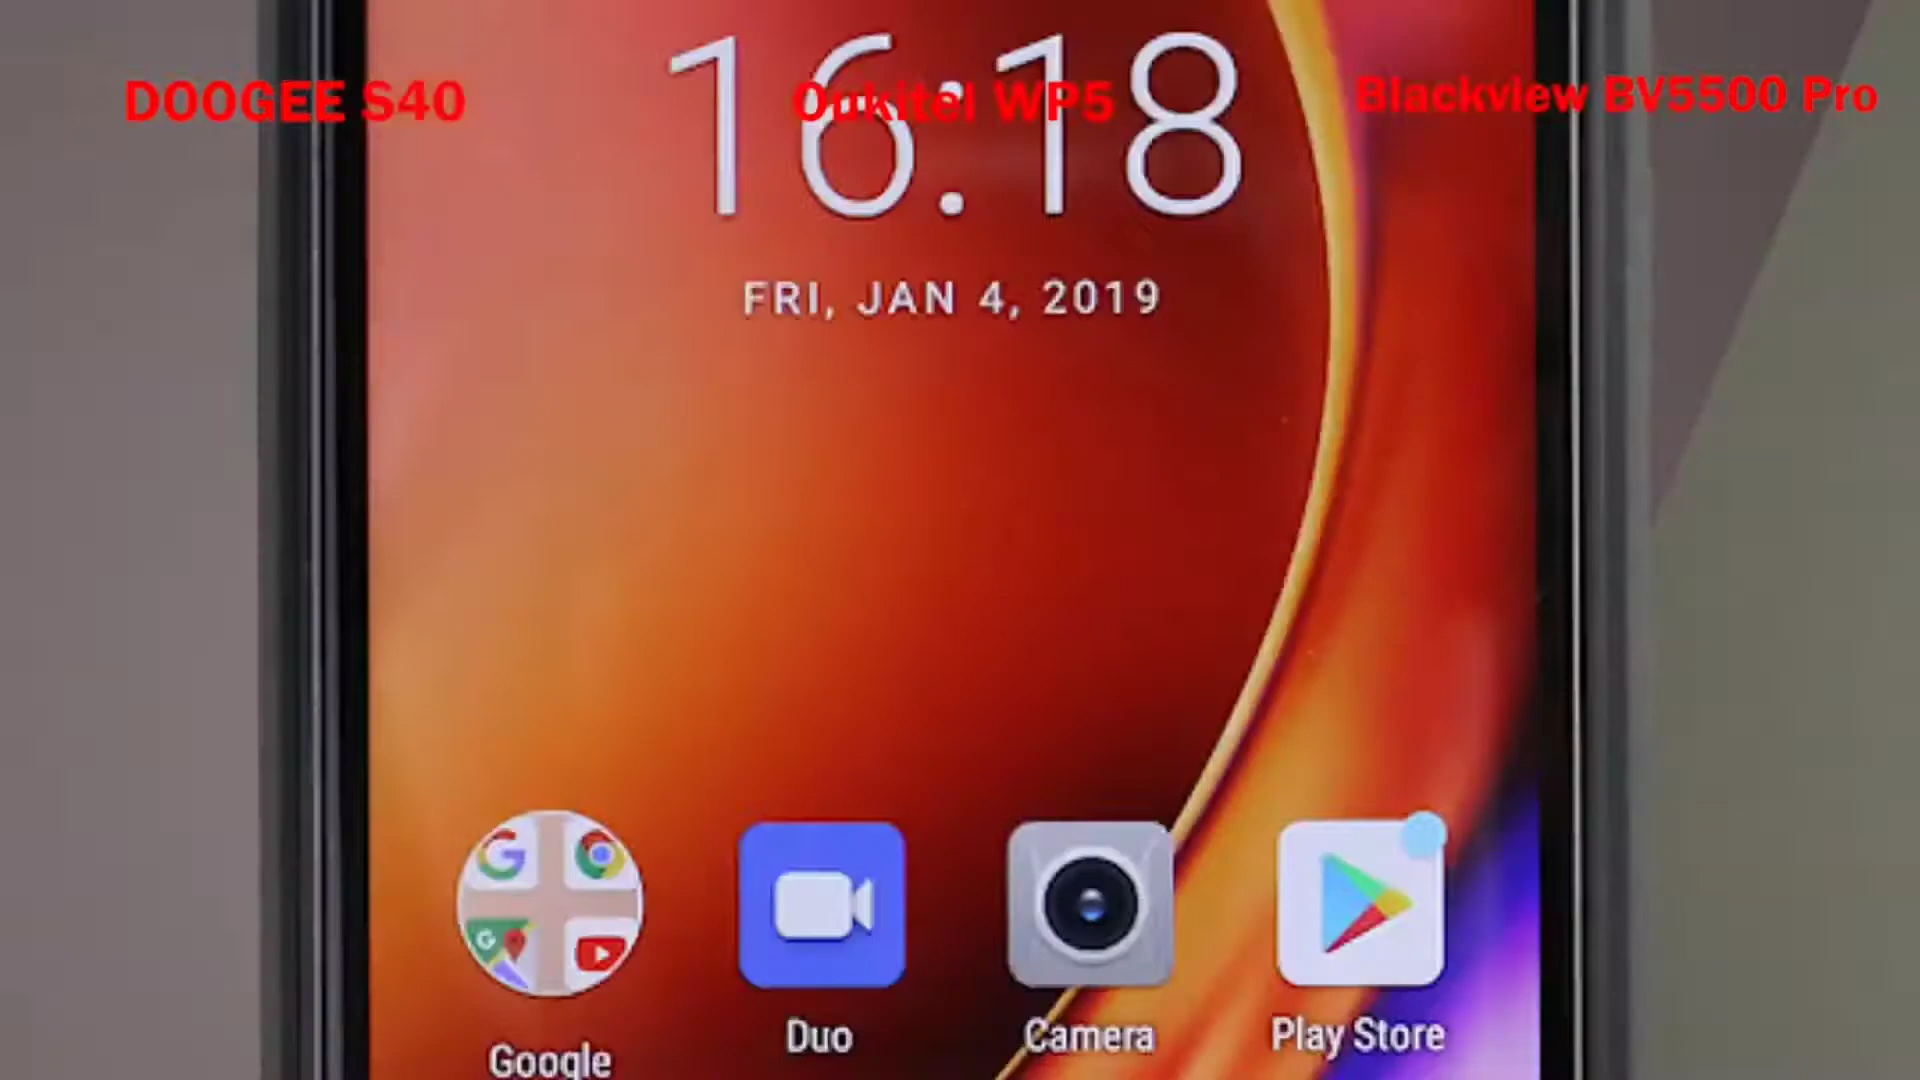 DOOGEE S40
Oukitel WP5
Blackview BV5500 Pro
16:18
FRI, JAN 4, 2019
Google
Duo
Camera
Play Store